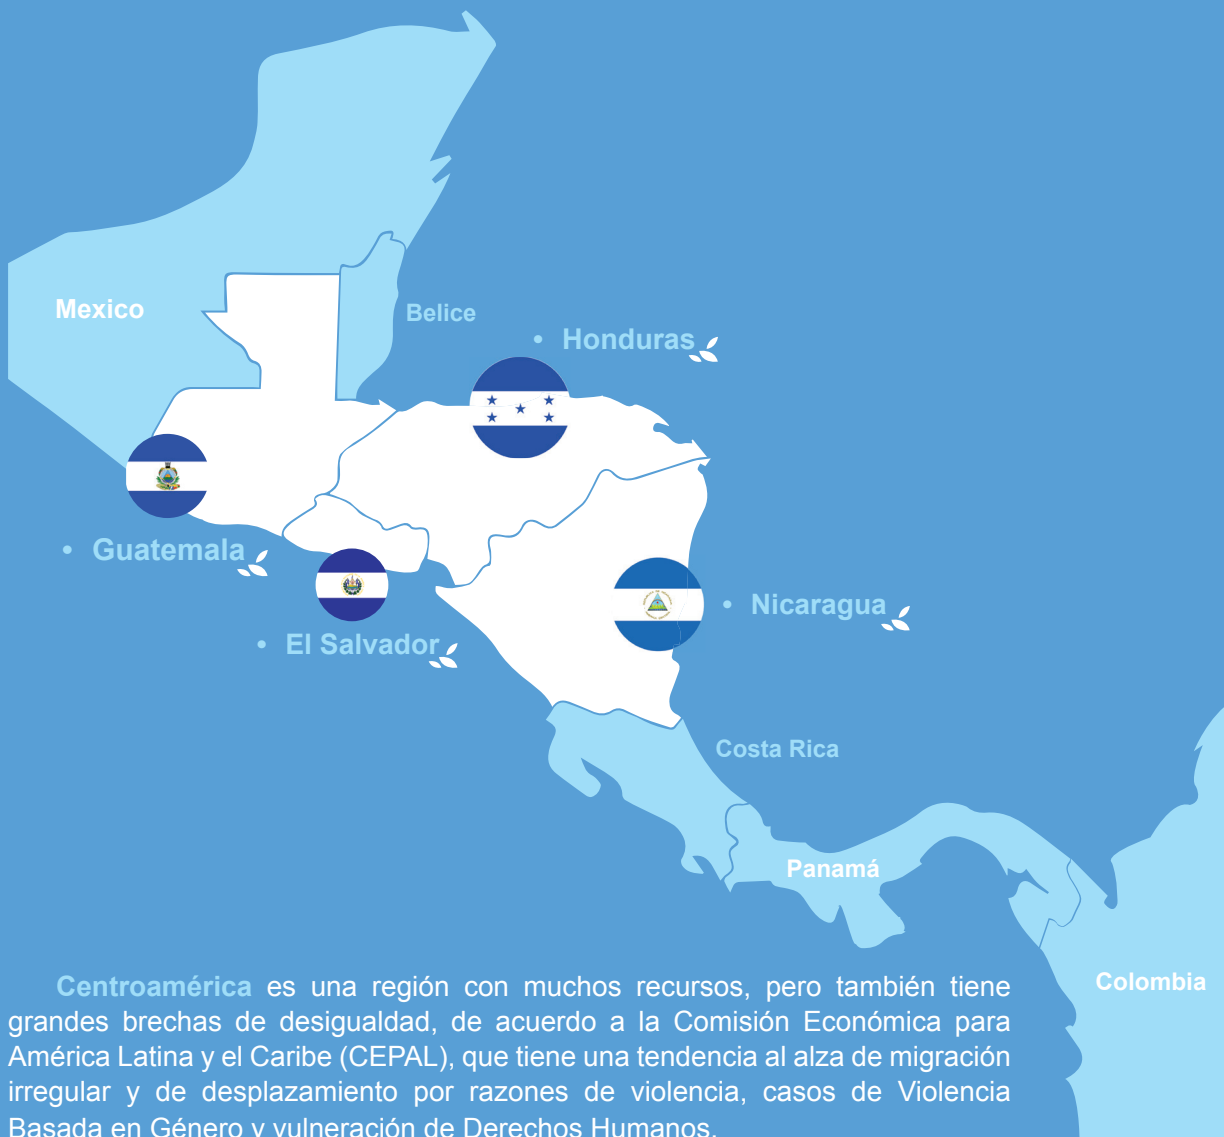 Mexico
Belice
• Honduras
• Guatemala
• Nicaragua
• El Salvador
Costa Rica
Panamá
Colombia
Centroamérica es una región con muchos recursos, pero también tiene
grandes brechas de desigualdad, de acuerdo a la Comisión Económica para
América Latina y el Caribe (CEPAL), que tiene una tendencia al alza de migración
irregular y de desplazamiento por razones de violencia, casos de Violencia
Basada en Género y vulneración de Derechos Humanos.